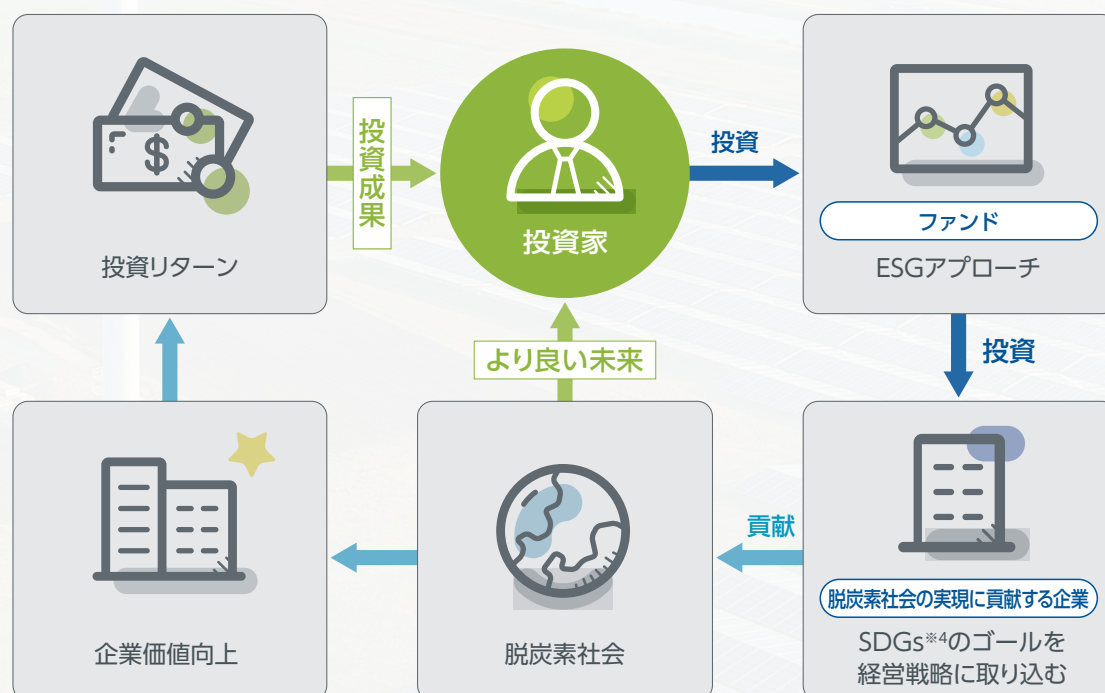 投資リターン
投資成果
投資家
投資
ファンド
ESGアプローチ
投資
より良い未来
企業価値向上
脱炭素社会
貢献
脱炭素社会の実現に貢献する企業
SDGs※4のゴールを
経営戦略に取り込む
$